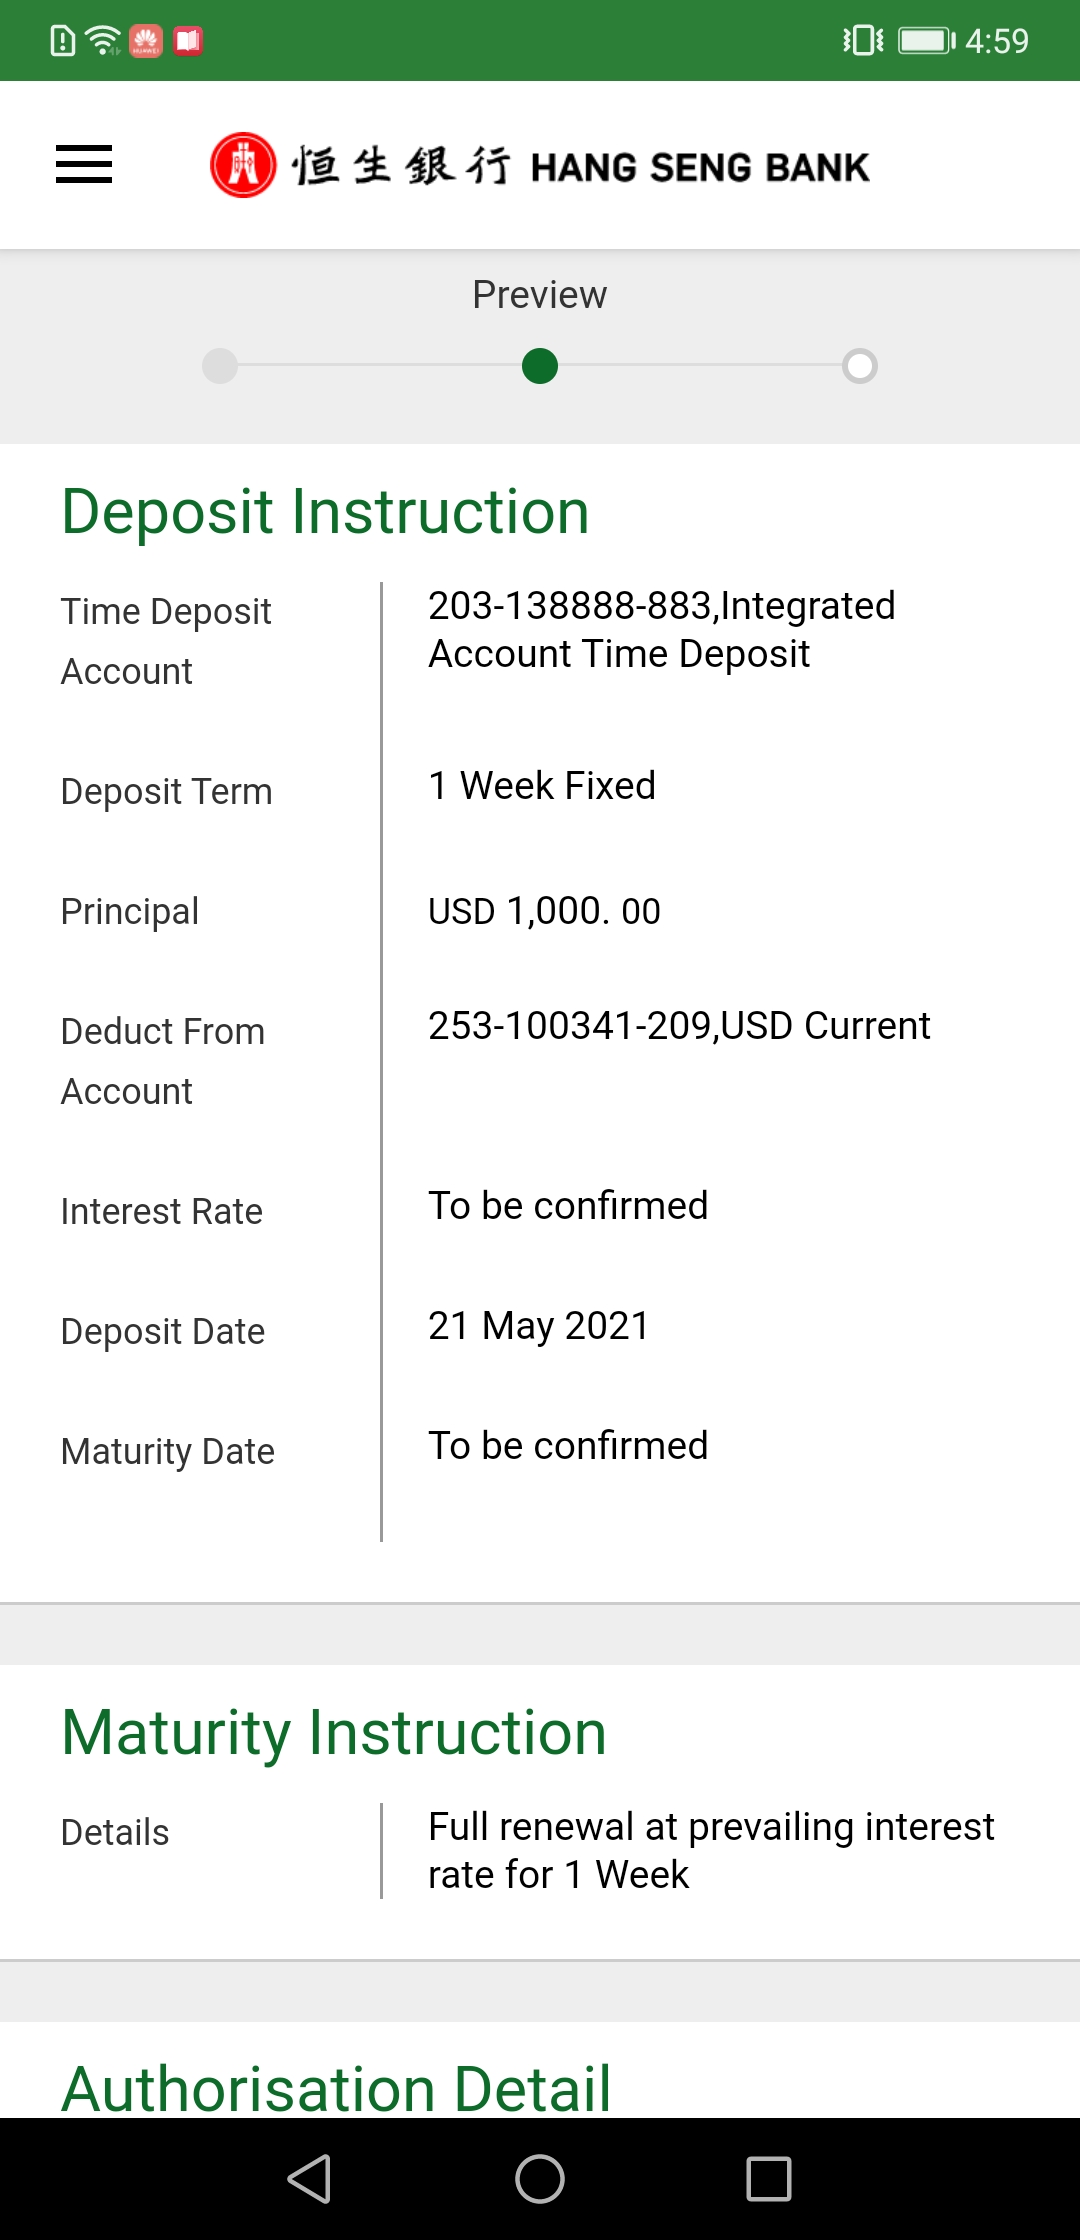 4:59
恒生銀行 HANG SENG BANK
Preview
Deposit Instruction
Time Deposit
Account
203-138888-883,Integrated
Account Time Deposit
Deposit Term
1 Week Fixed
Principal
USD 1,000. 00
Deduct From
Account
253-100341-209,USD Current
Interest Rate
To be confirmed
Deposit Date
21 May 2021
Maturity Date
To be confirmed
Maturity Instruction
Details
Full renewal at prevailing interest
rate for 1 Week
Authorisation Detail